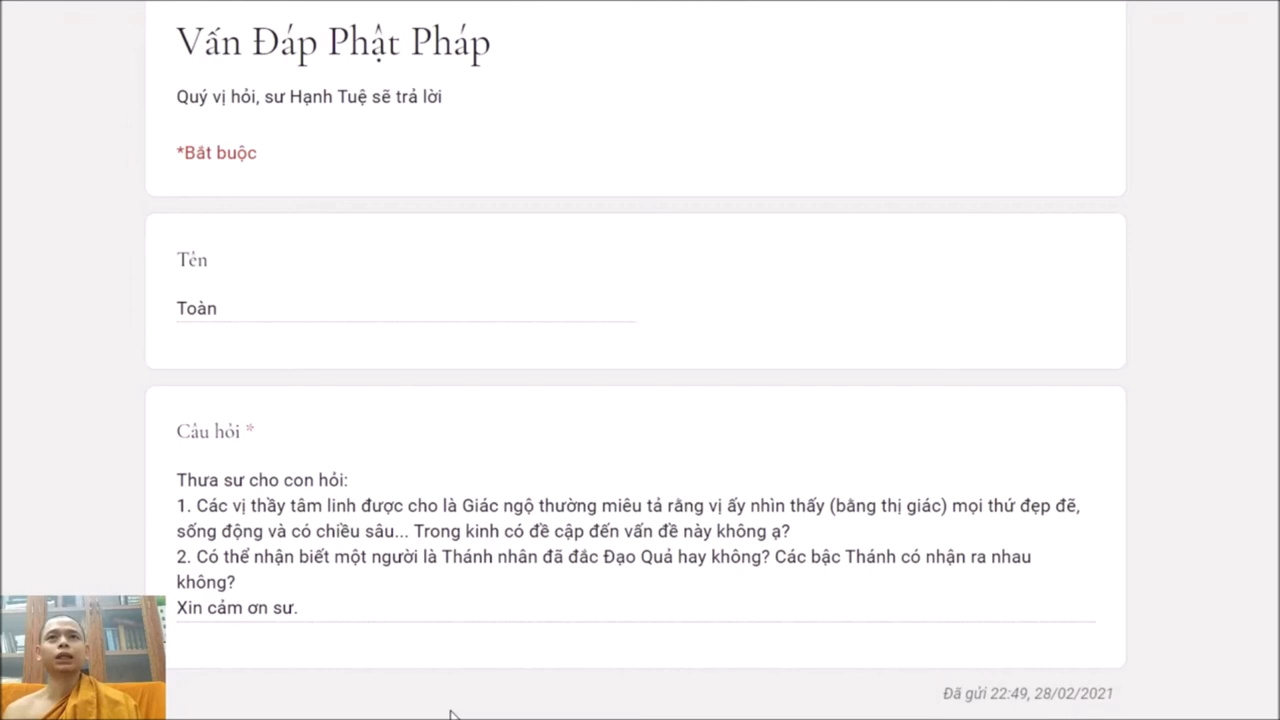 Vấn Đáp Phật Pháp
Quý vị hỏi, sư Hạnh Tuệ sẽ trả lời
*Bắt buộc
Tên
Toàn
Câu hỏi *
Thưa sư cho con hỏi:
1. Các vị thầy tâm linh được cho là Giác ngộ thường miêu tả rằng vị ấy nhìn thấy (bằng thị giác) mọi thứ đẹp đẽ,
sống động và có chiều sâu... Trong kinh có đề cập đến vấn đề này không ạ?
2. Có thể nhận biết một người là Thánh nhân đã đắc Đạo Quả hay không? Các bậc Thánh có nhận ra nhau
không?
Xin cảm ơn sư.
Đã gửi 22:49, 28/02/2021